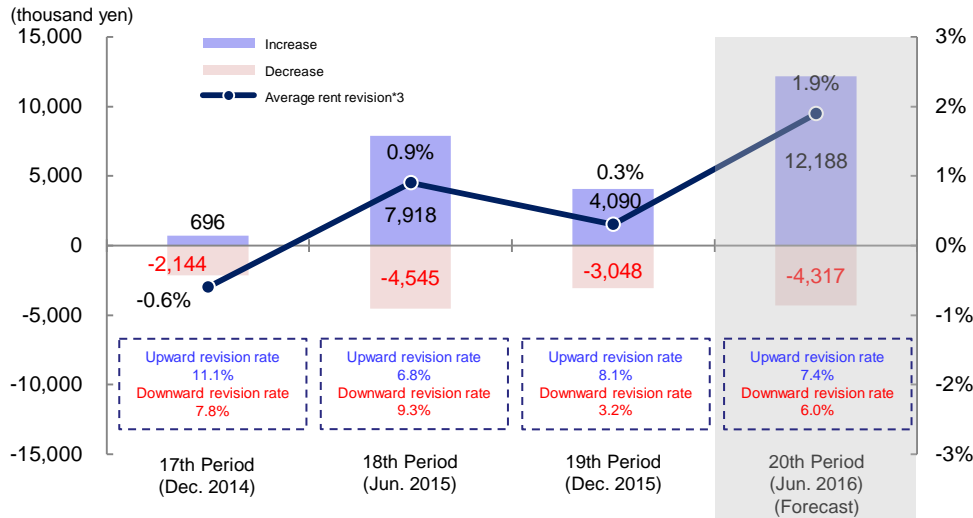 (thousand yen)
15,000
10,000
5,000
0
-5,000
-10,000
-15,000
3%
2%
1%
0%
-1%
-2%
-3%
Increase
Decrease
Average rent revision*3
696
-2,144
-0.6%
0.9%
7,918
-4,545
0.3%
4,090
-3,048
1.9%
12,188
-4,317
Upward revision rate
11.1%
Downward revision rate
7.8%
Upward revision rate
6.8%
Downward revision rate
9.3%
Upward revision rate
8.1%
Downward revision rate
3.2%
Upward revision rate
7.4%
Downward revision rate
6.0%
17th Period
(Dec. 2014)
18th Period
(Jun. 2015)
19th Period
(Dec. 2015)
20th Period
(Jun. 2016)
(Forecast)